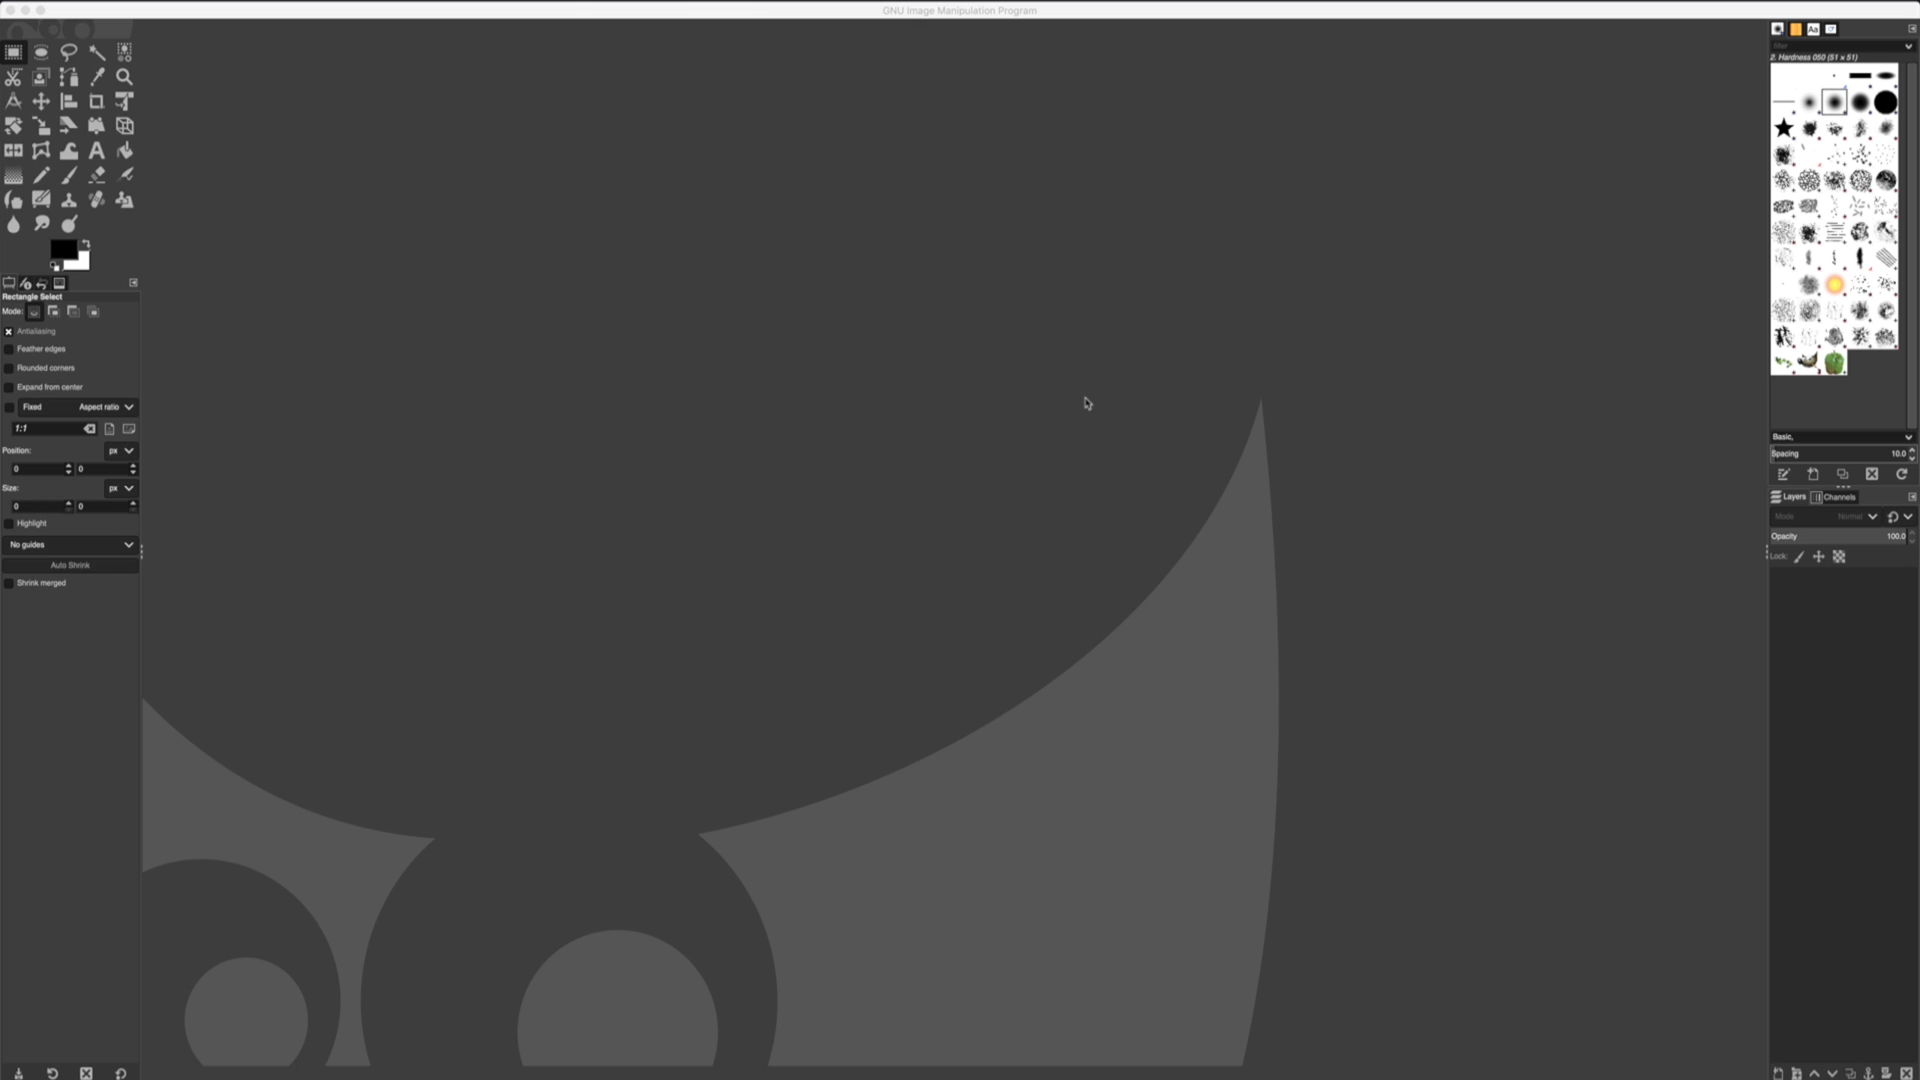 GNU Image Manipulation Program
Rectangle Select
Mode:
Antialiasing
Feather edges
Rounded corners
Expand from center
Fixed Aspect ratio
1:1
Position: px
0 0
Size: px
0 0
Highlight
No guides
Auto Shrink
Shrink merged
Aa
filter
2. Hardness 050 (51 x 51)
Basic,
Spacing 10.0
Layers Channels
Mode Normal
Opacity 100.0
Lock: